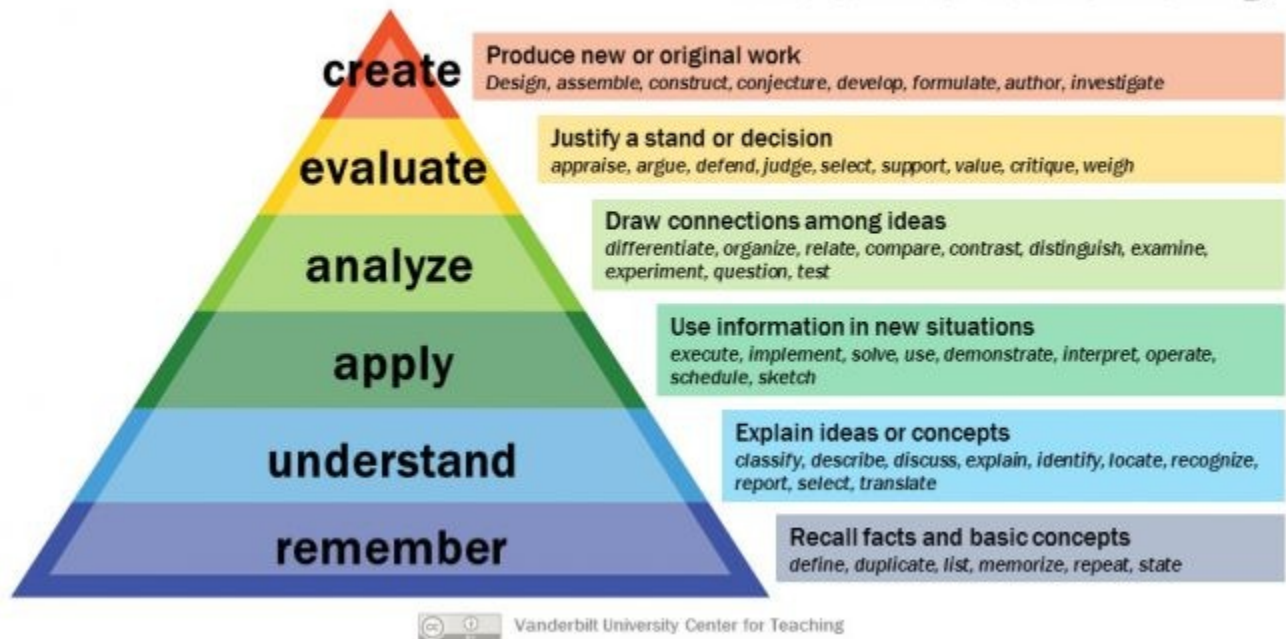 create
Produce new or original work
Design, assemble, construct, conjecture, develop, formulate, author, investigate
evaluate
Justify a stand or decision
appraise, argue, defend, judge, select, support, value, critique, weigh
analyze
Draw connections among ideas
differentiate, organize, relate, compare, contrast, distinguish, examine,
experiment, question, test
apply
Use information in new situations
execute, implement, solve, use, demonstrate, interpret, operate,
schedule, sketch
understand
Explain ideas or concepts
classify, describe, discuss, explain, identify, locate, recognize,
report, select, translate
remember
Recall facts and basic concepts
define, duplicate, list, memorize, repeat, state
cc
Vanderbilt University Center for Teaching